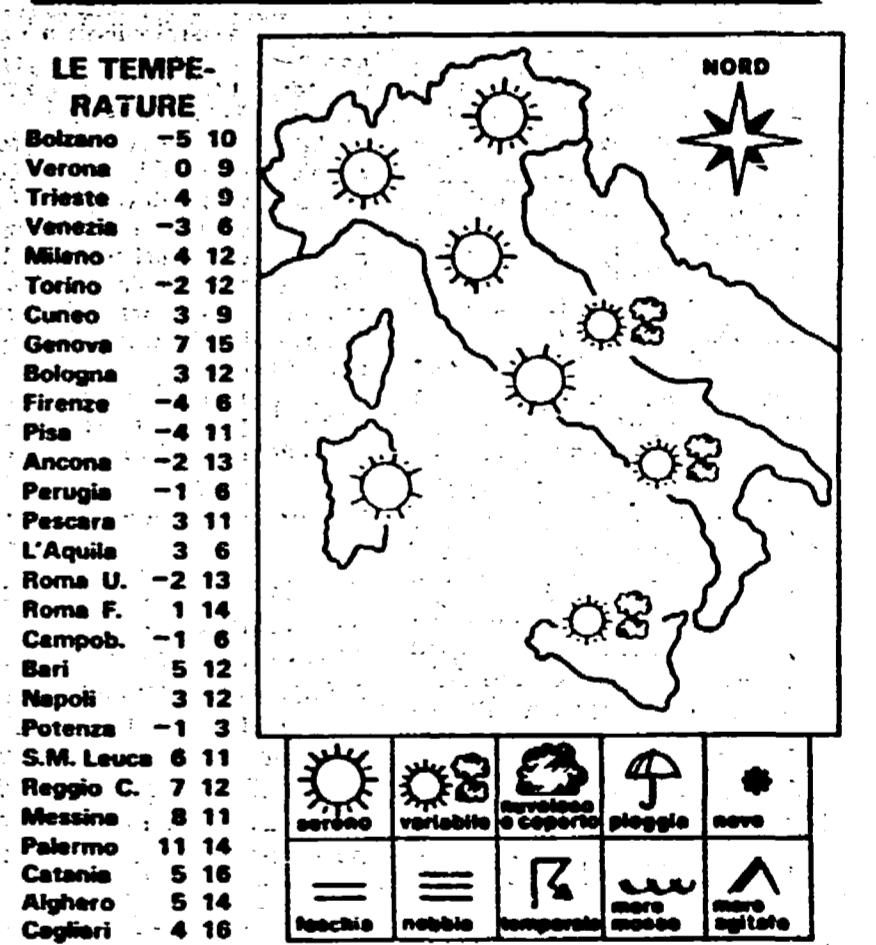 LE TEMPE-
RATURE
Bolzano -5 10
Verona 0 9
Trieste 4 9
Venezia -3 6
Milano 4 12
Torino -2 12
Cuneo 3 9
Genova 7 15
Bologna 3 12
Firenze -4 6
Pisa -4 11
Ancona -2 13
Perugia -1 6
Pescara 3 11
L'Aquila 3 6
Roma U. -2 13
Roma F. 1 14
Campob. -1 6
Bari 5 12
Napoli 3 12
Potenza -1 3
S.M. Leuca 6 11
Reggio C. 7 12
Messina 8 11
Palermo 11 14
Catania 5 16
Alghero 5 14
Cagliari 4 16
NORD
sereno
variabile
nuvoloso
o coperto
pioggia
neve
foschia
nebbia
temporale
mare
mosso
mare
agitato